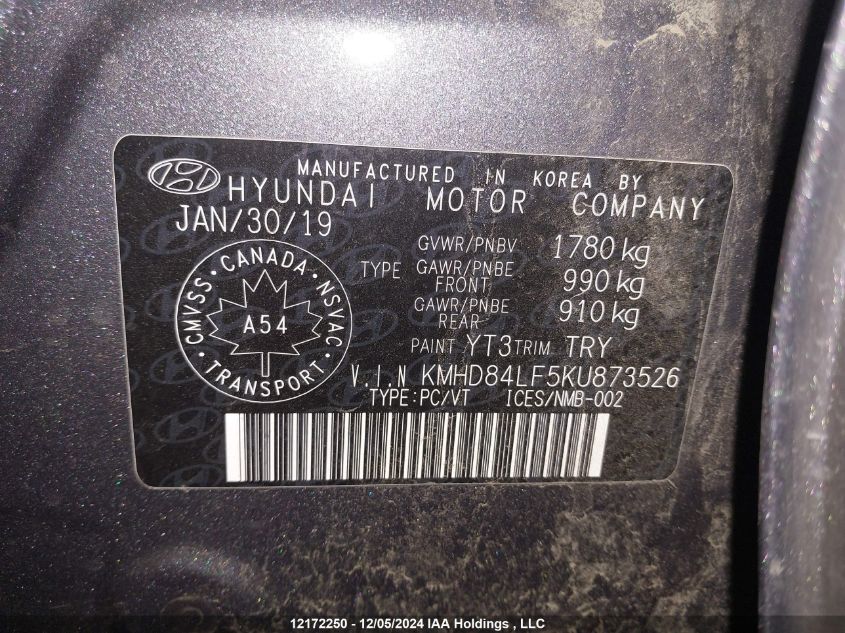 MANUFACTURED IN KOREA BY
HYUNDAI MOTOR COMPANY
JAN/30/19
GVWR/PNBV 1780 kg
TYPE GAWR/PNBE FRONT 990 kg
GAWR/PNBE REAR 910 kg
PAINT YT3 TRIM TRY
CANADA
CMVSS NSVAC
A54
TRANSPORT
V.I.N KMHD84LF5KU873526
TYPE:PC/VT ICES/NMB-002
12172250 - 12/05/2024 IAA Holdings , LLC